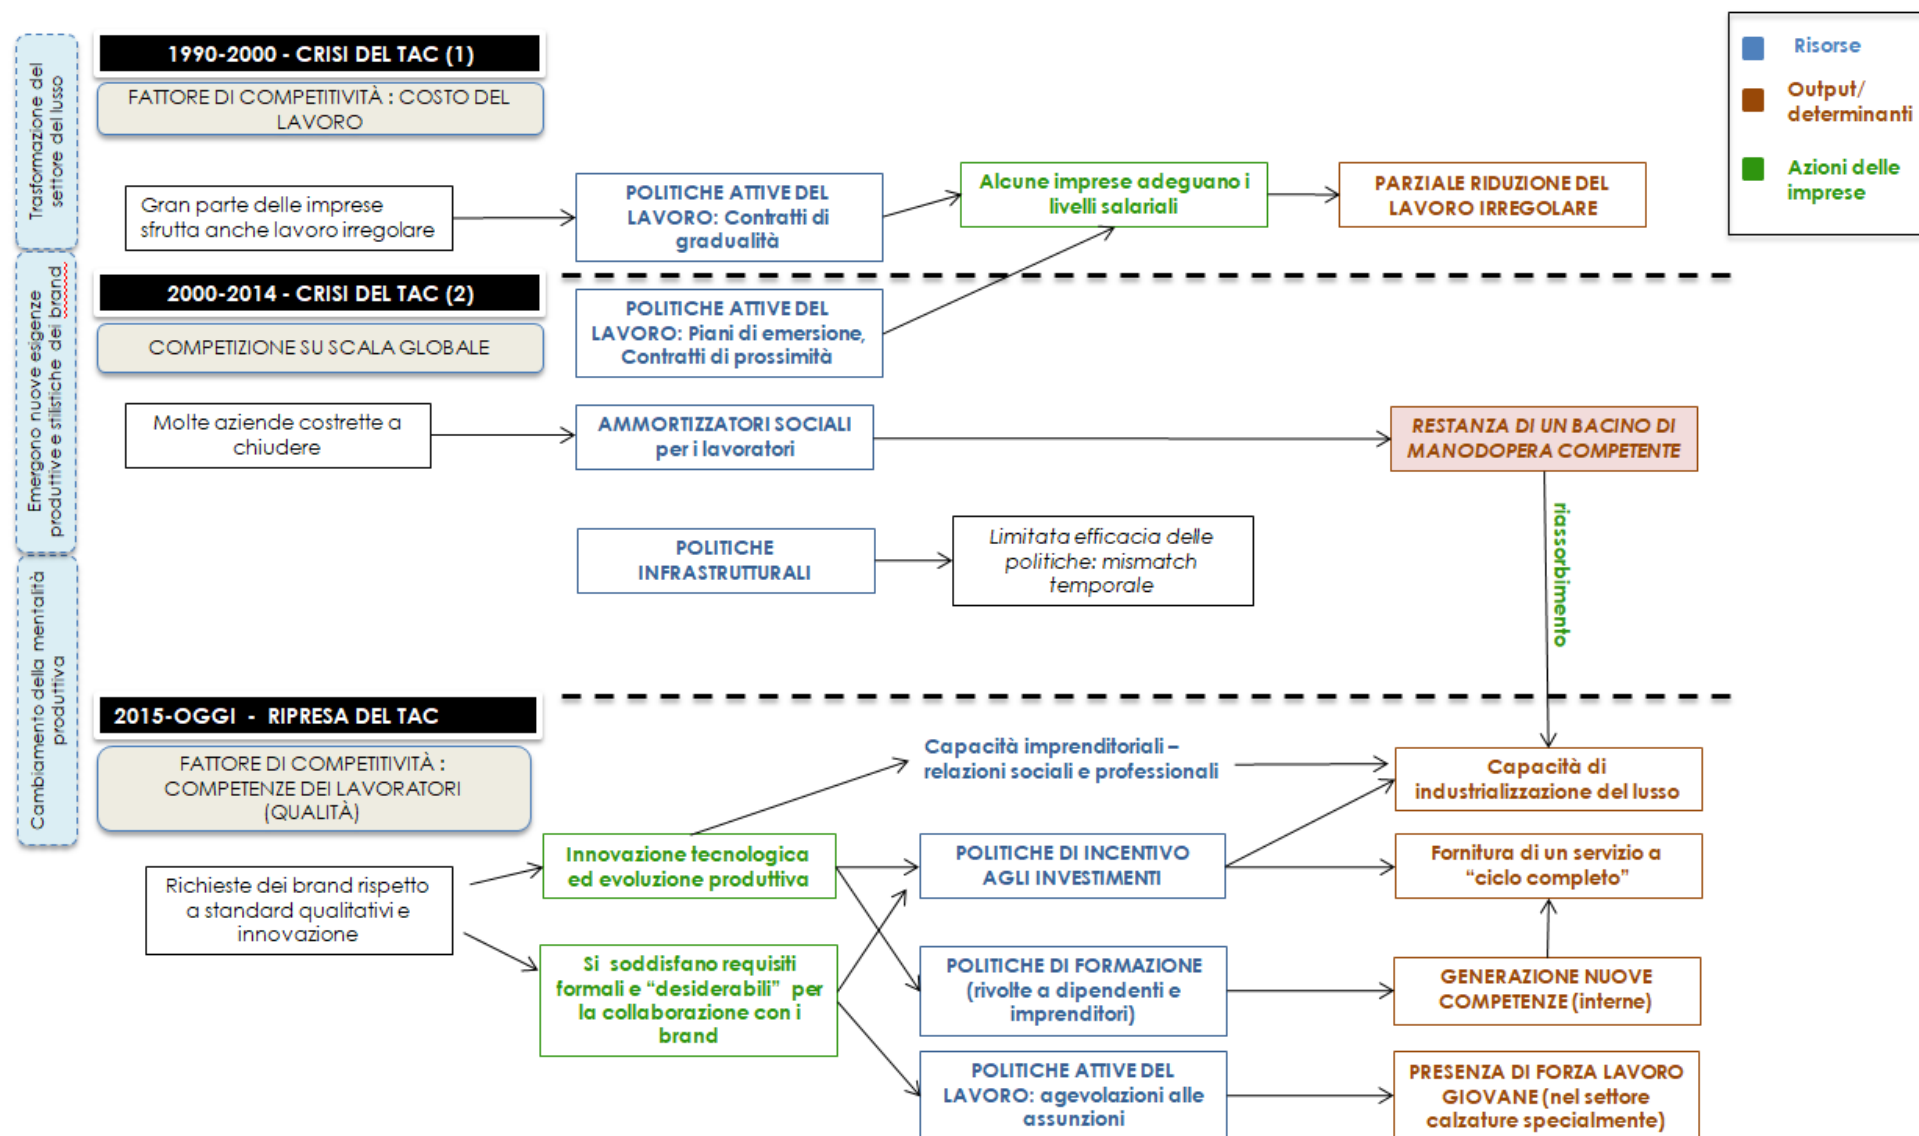 Trasformazione del
settore del lusso
Emergono nuove esigenze
produttive e stilistiche dei brand
Cambiamento della mentalità
produttiva
1990-2000 - CRISI DEL TAC (1)
FATTORE DI COMPETITIVITÀ : COSTO DEL
LAVORO
Gran parte delle imprese
sfrutta anche lavoro irregolare
POLITICHE ATTIVE DEL
LAVORO: Contratti di
gradualità
Alcune imprese adeguano i
livelli salariali
PARZIALE RIDUZIONE DEL
LAVORO IRREGOLARE
Risorse
Output/
determinanti
Azioni delle
imprese
2000-2014 - CRISI DEL TAC (2)
COMPETIZIONE SU SCALA GLOBALE
POLITICHE ATTIVE DEL
LAVORO: Piani di emersione,
Contratti di prossimità
Molte aziende costrette a
chiudere
AMMORTIZZATORI SOCIALI
per i lavoratori
RESTANZA DI UN BACINO DI
MANODOPERA COMPETENTE
riassorbimento
POLITICHE
INFRASTRUTTURALI
Limitata efficacia delle
politiche: mismatch
temporale
2015-OGGI - RIPRESA DEL TAC
FATTORE DI COMPETITIVITÀ :
COMPETENZE DEI LAVORATORI
(QUALITÀ)
Richieste dei brand rispetto
a standard qualitativi e
innovazione
Innovazione tecnologica
ed evoluzione produttiva
Si soddisfano requisiti
formali e “desiderabili” per
la collaborazione con i
brand
Capacità imprenditoriali –
relazioni sociali e professionali
POLITICHE DI INCENTIVO
AGLI INVESTIMENTI
POLITICHE DI FORMAZIONE
(rivolte a dipendenti e
imprenditori)
POLITICHE ATTIVE DEL
LAVORO: agevolazioni alle
assunzioni
Capacità di
industrializzazione del lusso
Fornitura di un servizio a
“ciclo completo”
GENERAZIONE NUOVE
COMPETENZE (interne)
PRESENZA DI FORZA LAVORO
GIOVANE (nel settore
calzature specialmente)